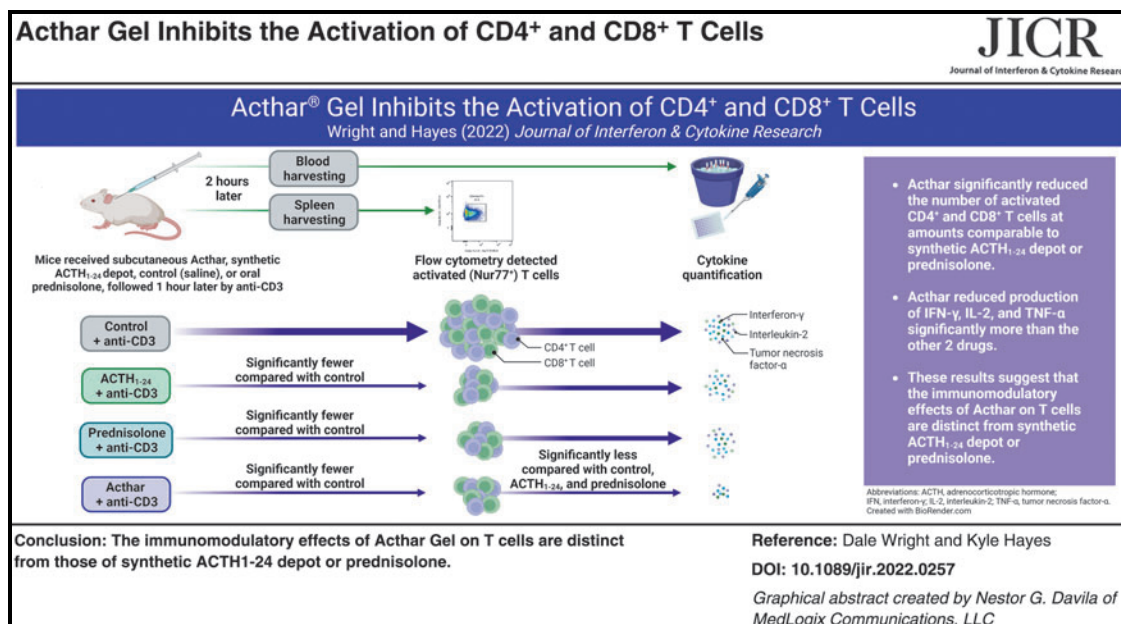 Acthar Gel Inhibits the Activation of CD4⁺ and CD8⁺ T Cells
JICR
Journal of Interferon & Cytokine Research
Acthar® Gel Inhibits the Activation of CD4⁺ and CD8⁺ T Cells
Wright and Hayes (2022) Journal of Interferon & Cytokine Research
2 hours
later
Blood
harvesting
Spleen
harvesting
Mice received subcutaneous Acthar, synthetic
ACTH₁₋₂₄ depot, control (saline), or oral
prednisolone, followed 1 hour later by anti-CD3
Flow cytometry detected
activated (Nur77⁺) T cells
Cytokine
quantification
Control
+ anti-CD3
CD4⁺ T cell
CD8⁺ T cell
Interferon-γ
Interleukin-2
Tumor necrosis
factor-α
ACTH₁₋₂₄
+ anti-CD3
Significantly fewer
compared with control
Prednisolone
+ anti-CD3
Significantly fewer
compared with control
Acthar
+ anti-CD3
Significantly fewer
compared with control
Significantly less
compared with control,
ACTH₁₋₂₄, and prednisolone
• Acthar significantly reduced
the number of activated
CD4⁺ and CD8⁺ T cells at
amounts comparable to
synthetic ACTH₁₋₂₄ depot or
prednisolone.
• Acthar reduced production
of IFN-γ, IL-2, and TNF-α
significantly more than the
other 2 drugs.
• These results suggest that
the immunomodulatory
effects of Acthar on T cells
are distinct from synthetic
ACTH₁₋₂₄ depot or
prednisolone.
Abbreviations: ACTH, adrenocorticotropic hormone;
IFN, interferon-γ; IL-2, interleukin-2; TNF-α, tumor necrosis factor-α.
Created with BioRender.com
Conclusion: The immunomodulatory effects of Acthar Gel on T cells are distinct
from those of synthetic ACTH1-24 depot or prednisolone.
Reference: Dale Wright and Kyle Hayes
DOI: 10.1089/jir.2022.0257
Graphical abstract created by Nestor G. Davila of
MedLogix Communications, LLC